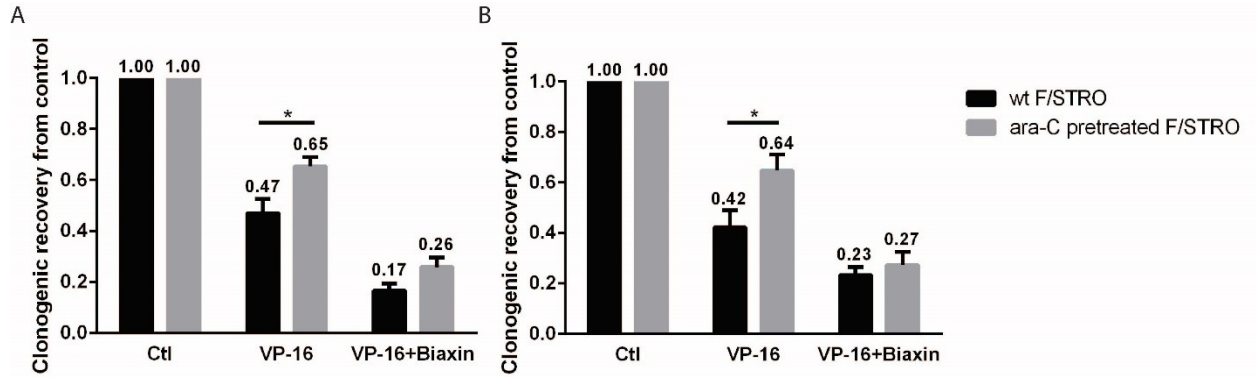 A
Clonogenic recovery from control
1.0
0.8
0.6
0.4
0.2
0.0
1.00 1.00
*
0.47
0.65
0.17
0.26
Ctl
VP-16
VP-16+Biaxin
B
Clonogenic recovery from control
1.0
0.8
0.6
0.4
0.2
0.0
1.00 1.00
*
0.42
0.64
0.23
0.27
Ctl
VP-16
VP-16+Biaxin
wt F/STRO
ara-C pretreated F/STRO